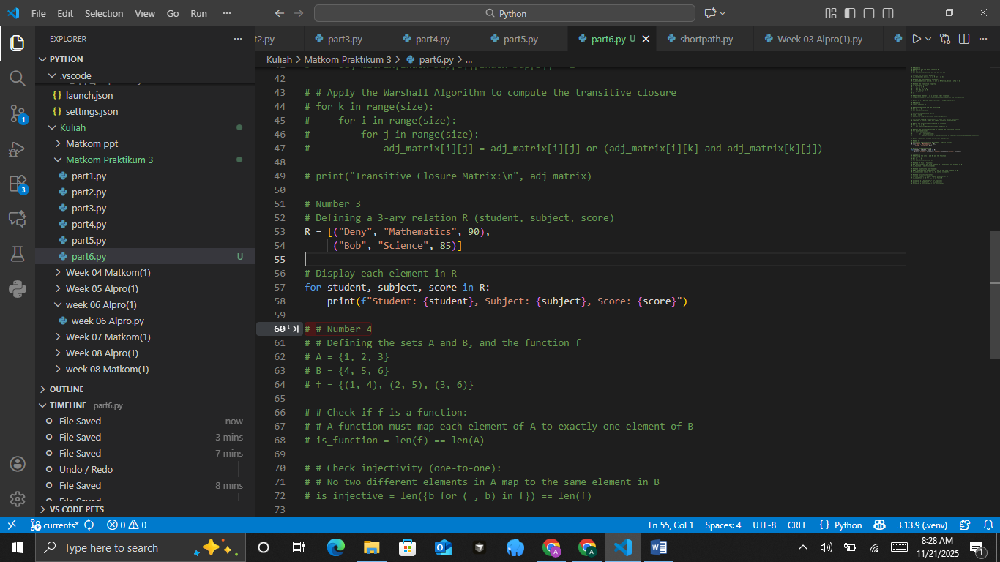 File Edit Selection View Go Run ··· Python
EXPLORER ···
PYTHON
.vscode
launch.json
settings.json
Kuliah
Matkom ppt
Matkom Praktikum 3
part1.py
part2.py
part3.py
part4.py
part5.py
part6.py U
Week 04 Matkom(1)
Week 05 Alpro(1)
week 06 Alpro(1)
week 06 Alpro.py
Week 07 Matkom(1)
Week 08 Alpro(1)
week 08 Matkom(1)
OUTLINE
TIMELINE part6.py
File Saved now
File Saved 3 mins
File Saved 7 mins
Undo / Redo
File Saved 8 mins
VS CODE PETS
t2.py part3.py part4.py part5.py part6.py U shortpath.py Week 03 Alpro(1).py ···
Kuliah > Matkom Praktikum 3 > part6.py > ...
42
43 # # Apply the Warshall Algorithm to compute the transitive closure
44 # for k in range(size):
45 #     for i in range(size):
46 #         for j in range(size):
47 #             adj_matrix[i][j] = adj_matrix[i][j] or (adj_matrix[i][k] and adj_matrix[k][j])
48
49 # print("Transitive Closure Matrix:\n", adj_matrix)
50
51 # Number 3
52 # Defining a 3-ary relation R (student, subject, score)
53 R = [("Deny", "Mathematics", 90),
54      ("Bob", "Science", 85)]
55
56 # Display each element in R
57 for student, subject, score in R:
58     print(f"Student: {student}, Subject: {subject}, Score: {score}")
59
60 # # Number 4
61 # # Defining the sets A and B, and the function f
62 # A = {1, 2, 3}
63 # B = {4, 5, 6}
64 # f = {(1, 4), (2, 5), (3, 6)}
65
66 # # Check if f is a function:
67 # # A function must map each element of A to exactly one element of B
68 # is_function = len(f) == len(A)
69
70 # # Check injectivity (one-to-one):
71 # # No two different elements in A map to the same element in B
72 # is_injective = len({b for (_, b) in f}) == len(f)
73
1
3
currents* 0 0 Ln 55, Col 1 Spaces: 4 UTF-8 CRLF { } Python 3.13.9 (.venv)
Type here to search 8:28 AM
11/21/2025
1